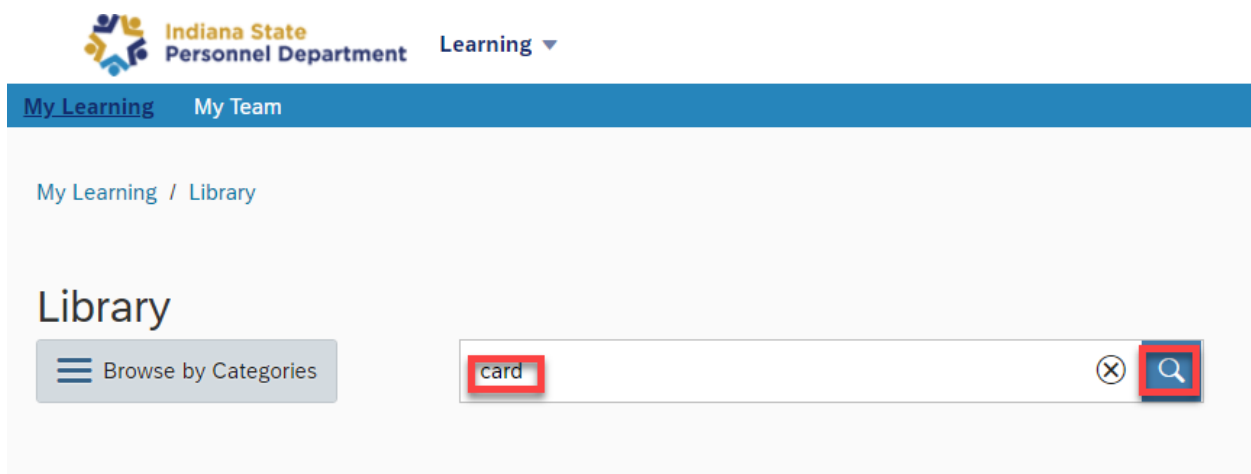 Indiana State
Personnel Department
Learning
My Learning My Team
My Learning / Library
Library
Browse by Categories
card